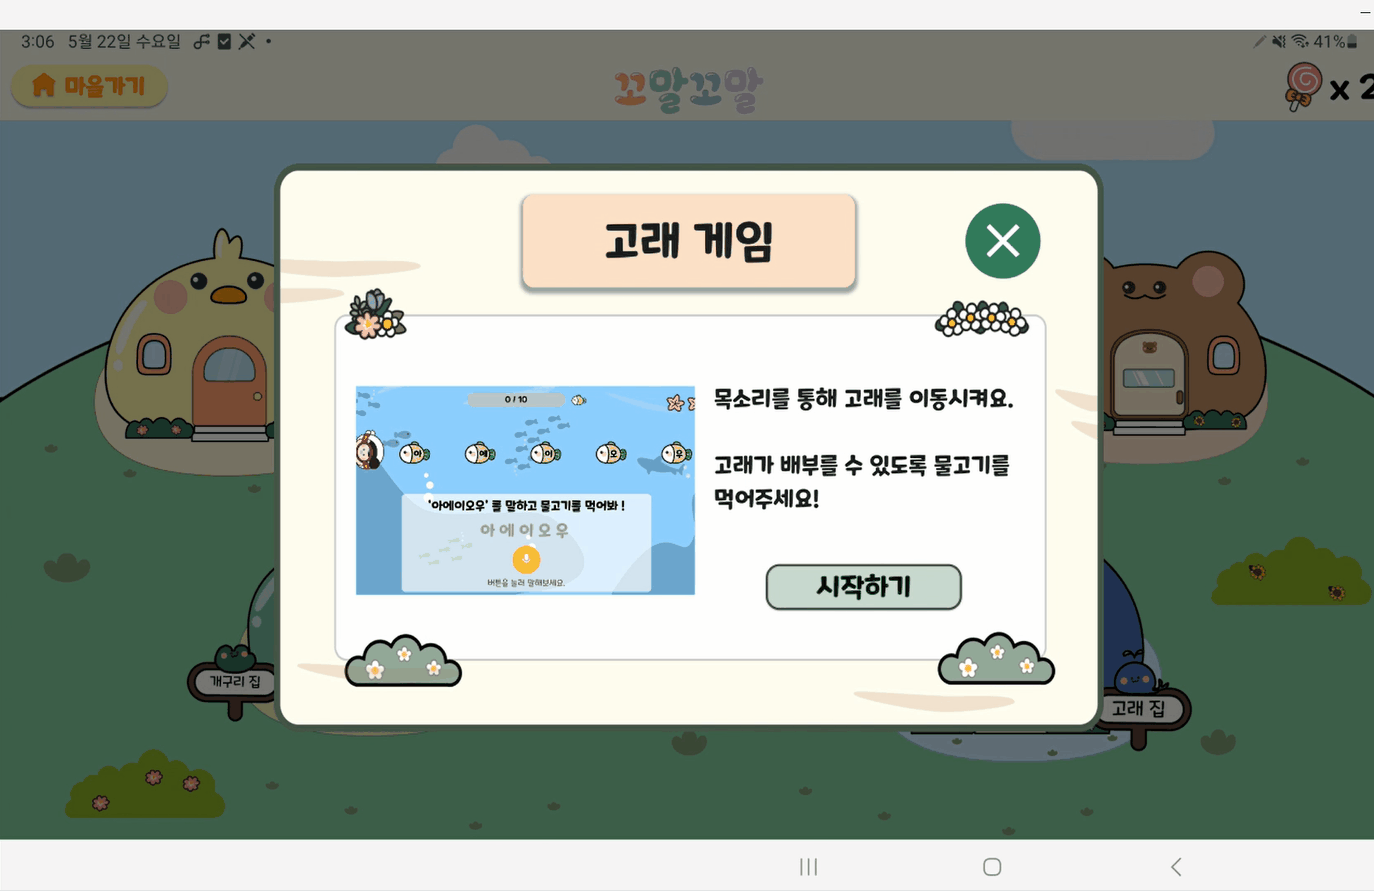 3:06 5월 22일 수요일
41%
마을가기
꼬말꼬말
x 2
고래 게임
0 / 10
아 에 이 오 우
'아에이오우' 를 말하고 물고기를 먹어봐 !
아 에 이 오 우
버튼을 눌러 말해보세요.
목소리를 통해 고래를 이동시켜요.
고래가 배부를 수 있도록 물고기를
먹어주세요!
시작하기
개구리 집
고래 집